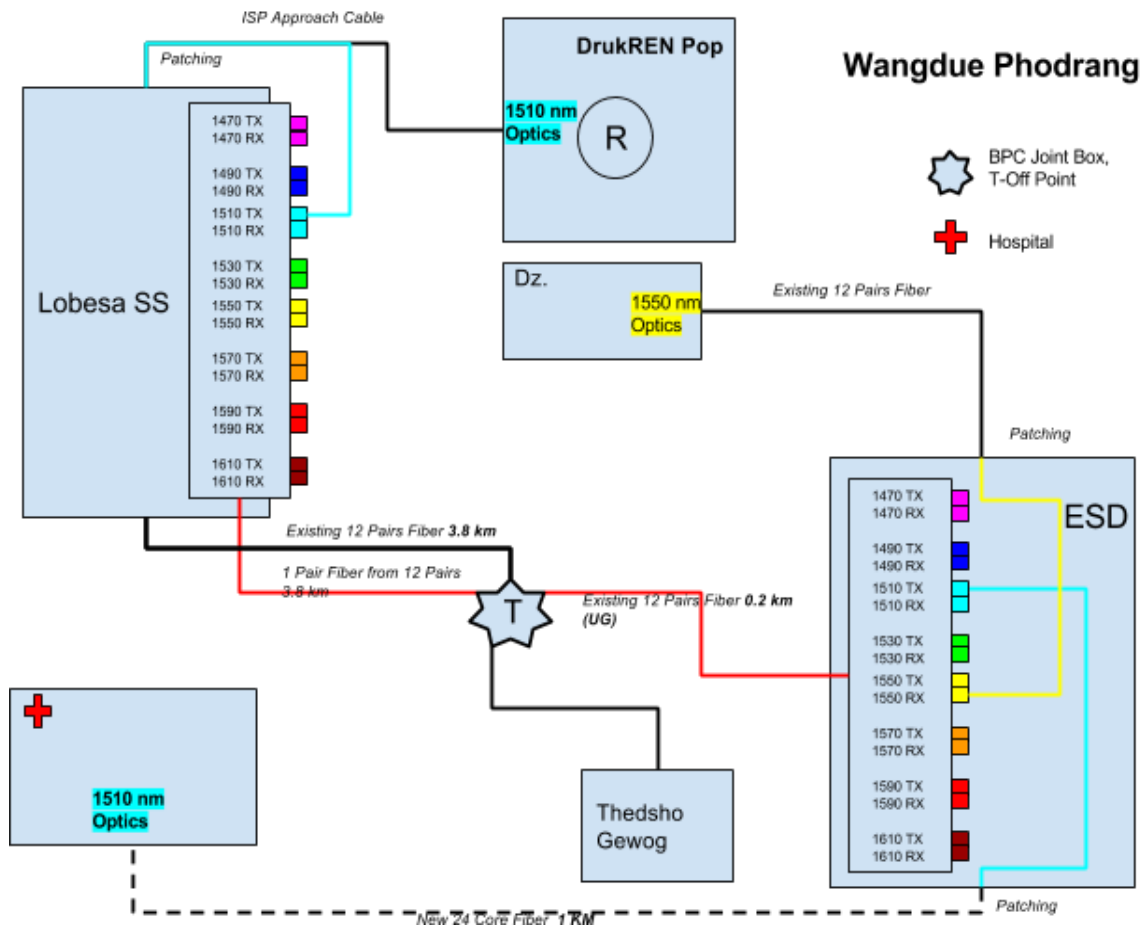 ISP Approach Cable
Patching
DrukREN Pop
1510 nm
Optics
R
Wangdue Phodrang
BPC Joint Box,
T-Off Point
Hospital
Lobesa SS
1470 TX
1470 RX
1490 TX
1490 RX
1510 TX
1510 RX
1530 TX
1530 RX
1550 TX
1550 RX
1570 TX
1570 RX
1590 TX
1590 RX
1610 TX
1610 RX
Dz.
1550 nm
Optics
Existing 12 Pairs Fiber
Patching
ESD
1470 TX
1470 RX
1490 TX
1490 RX
1510 TX
1510 RX
1530 TX
1530 RX
1550 TX
1550 RX
1570 TX
1570 RX
1590 TX
1590 RX
1610 TX
1610 RX
Patching
Existing 12 Pairs Fiber 3.8 km
1 Pair Fiber from 12 Pairs
3.8 km
T
Existing 12 Pairs Fiber 0.2 km
(UG)
Thedsho
Gewog
1510 nm
Optics
New 24 Core Fiber 1 KM